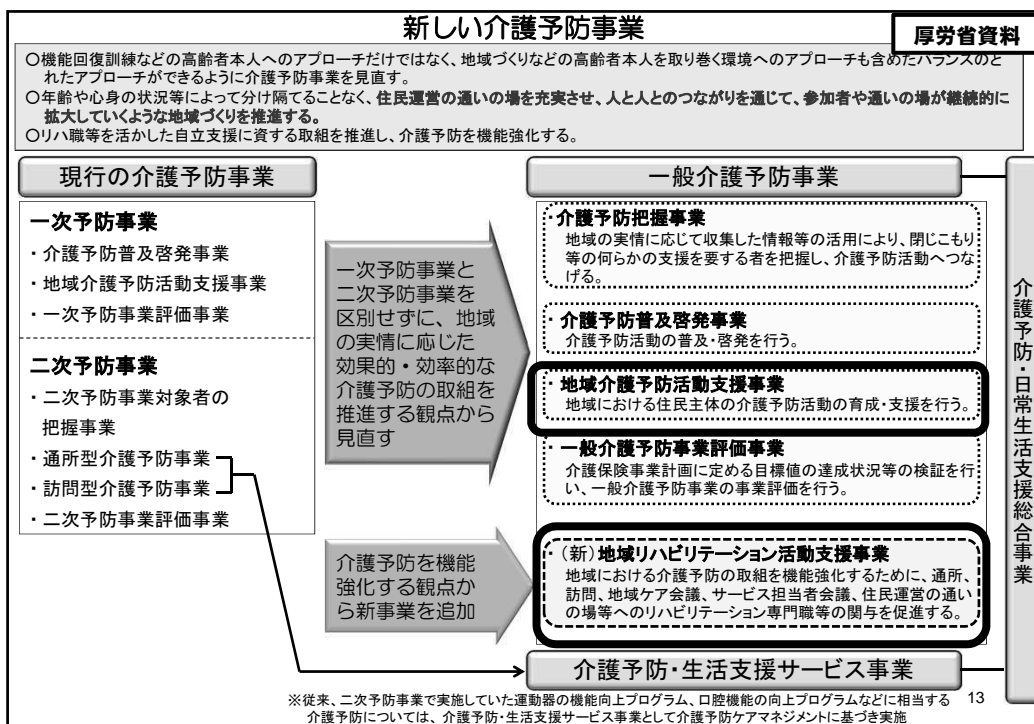 新しい介護予防事業
厚労省資料
○機能回復訓練などの高齢者本人へのアプローチだけではなく、地域づくりなどの高齢者本人を取り巻く環境へのアプローチも含めたバランスのと
れたアプローチができるように介護予防事業を見直す。
○年齢や心身の状況等によって分け隔てることなく、住民運営の通いの場を充実させ、人と人とのつながりを通じて、参加者や通いの場が継続的に
拡大していくような地域づくりを推進する。
○リハ職等を活かした自立支援に資する取組を推進し、介護予防を機能強化する。
現行の介護予防事業
一次予防事業
・介護予防普及啓発事業
・地域介護予防活動支援事業
・一次予防事業評価事業
二次予防事業
・二次予防事業対象者の
把握事業
・通所型介護予防事業
・訪問型介護予防事業
・二次予防事業評価事業
一次予防事業と
二次予防事業を
区別せずに、地域
の実情に応じた
効果的・効率的な
介護予防の取組を
推進する観点から
見直す
介護予防を機能
強化する観点か
ら新事業を追加
一般介護予防事業
・介護予防把握事業
地域の実情に応じて収集した情報等の活用により、閉じこもり
等の何らかの支援を要する者を把握し、介護予防活動へつな
げる。
・介護予防普及啓発事業
介護予防活動の普及・啓発を行う。
・地域介護予防活動支援事業
地域における住民主体の介護予防活動の育成・支援を行う。
・一般介護予防事業評価事業
介護保険事業計画に定める目標値の達成状況等の検証を行
い、一般介護予防事業の事業評価を行う。
・（新）地域リハビリテーション活動支援事業
地域における介護予防の取組を機能強化するために、通所、
訪問、地域ケア会議、サービス担当者会議、住民運営の通い
の場等へのリハビリテーション専門職等の関与を促進する。
介護予防・生活支援サービス事業
介護予防・日常生活支援総合事業
※従来、二次予防事業で実施していた運動器の機能向上プログラム、口腔機能の向上プログラムなどに相当する
介護予防については、介護予防・生活支援サービス事業として介護予防ケアマネジメントに基づき実施
13